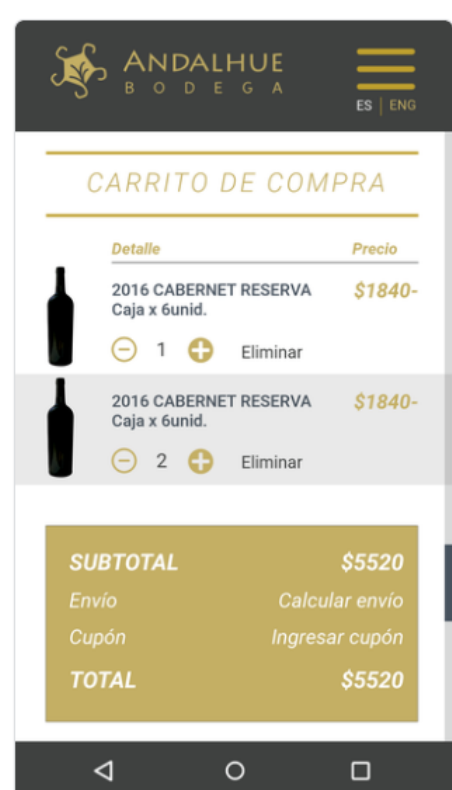 ANDALHUE
BODEGA
ES | ENG
CARRITO DE COMPRA
Detalle Precio
2016 CABERNET RESERVA $1840-
Caja x 6unid.
1 Eliminar
2016 CABERNET RESERVA $1840-
Caja x 6unid.
2 Eliminar
SUBTOTAL $5520
Envío Calcular envío
Cupón Ingresar cupón
TOTAL $5520